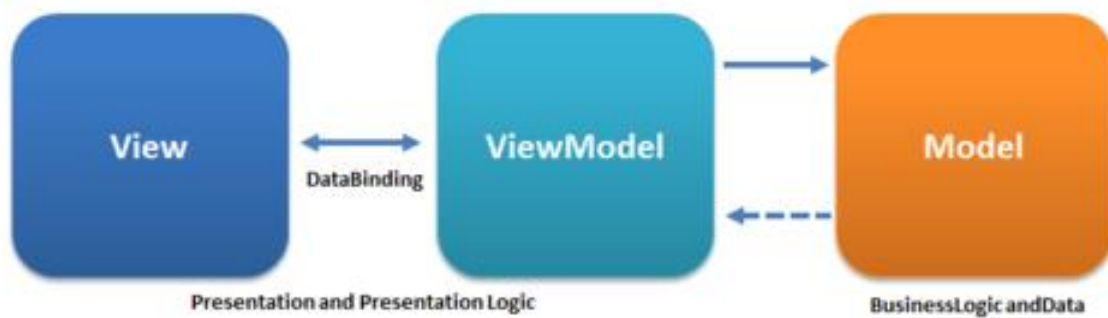 View
ViewModel
Model
DataBinding
Presentation and Presentation Logic
BusinessLogic andData